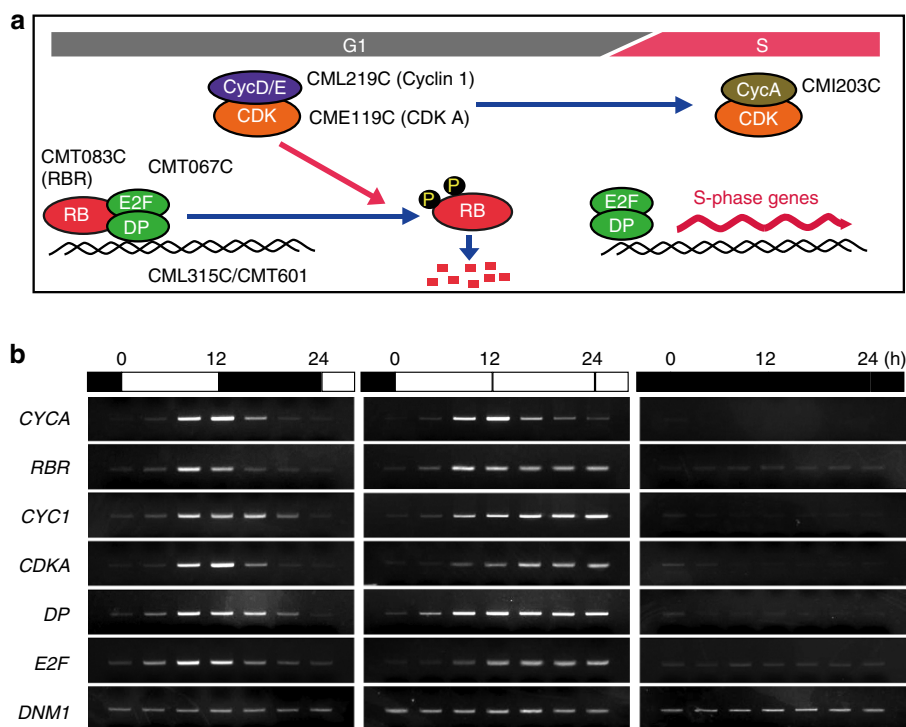 a
G1
S
CycD/E
CML219C (Cyclin 1)
CDK
CME119C (CDK A)
CycA
CMI203C
CDK
CMT083C
(RBR)
CMT067C
RB
E2F
DP
P
P
RB
E2F
DP
S-phase genes
CML315C/CMT601
b
0 12 24 0 12 24 0 12 24 (h)
CYCA
RBR
CYC1
CDKA
DP
E2F
DNM1